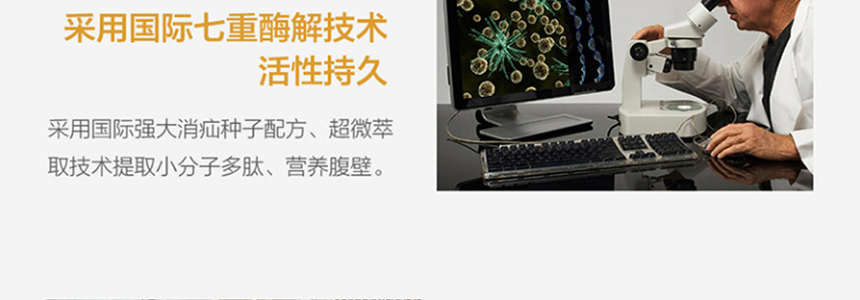 采用国际七重酶解技术
活性持久
采用国际强大消疝种子配方、超微萃
取技术提取小分子多肽、营养腹壁。